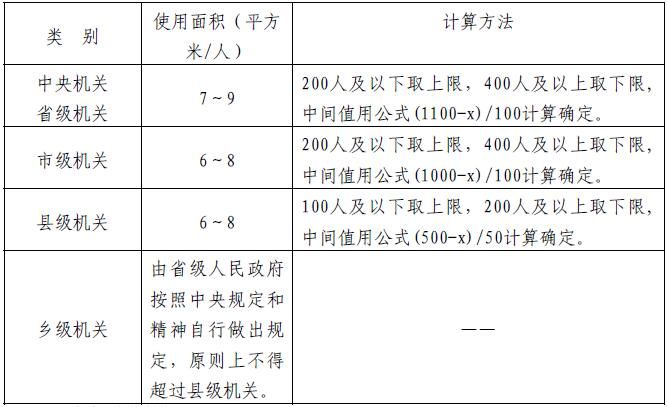 类 别
使用面积（平方
米/人）
计算方法
中央机关
省级机关
7～9
200人及以下取上限，400人及以上取下限，
中间值用公式(1100-x)/100计算确定。
市级机关
6～8
200人及以下取上限，400人及以上取下限，
中间值用公式(1000-x)/100计算确定。
县级机关
6～8
100人及以下取上限，200人及以上取下限，
中间值用公式(500-x)/50计算确定。
乡级机关
由省级人民政府
按照中央规定和
精神自行做出规
定，原则上不得
超过县级机关。
——